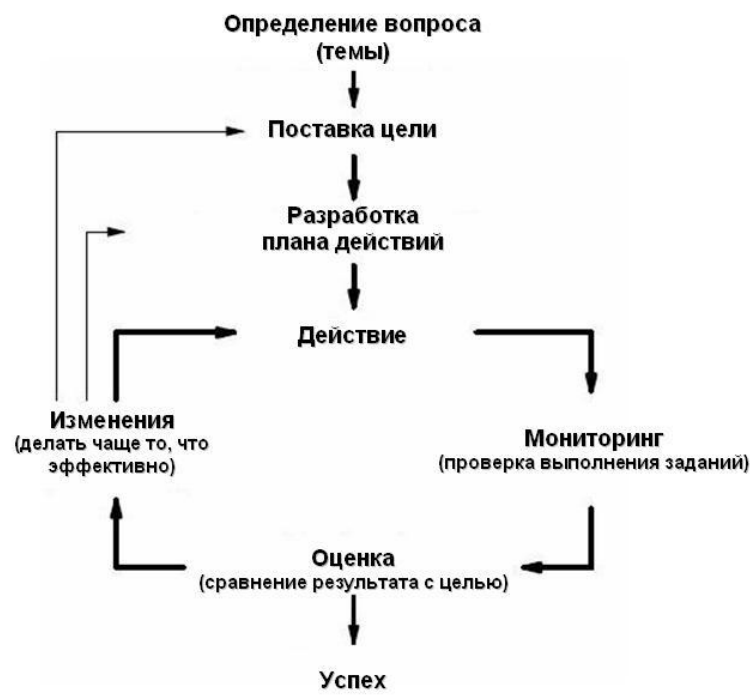 Определение вопроса
(темы)
Поставка цели
Разработка
плана действий
Действие
Изменения
(делать чаще то, что
эффективно)
Мониторинг
(проверка выполнения заданий)
Оценка
(сравнение результата с целью)
Успех